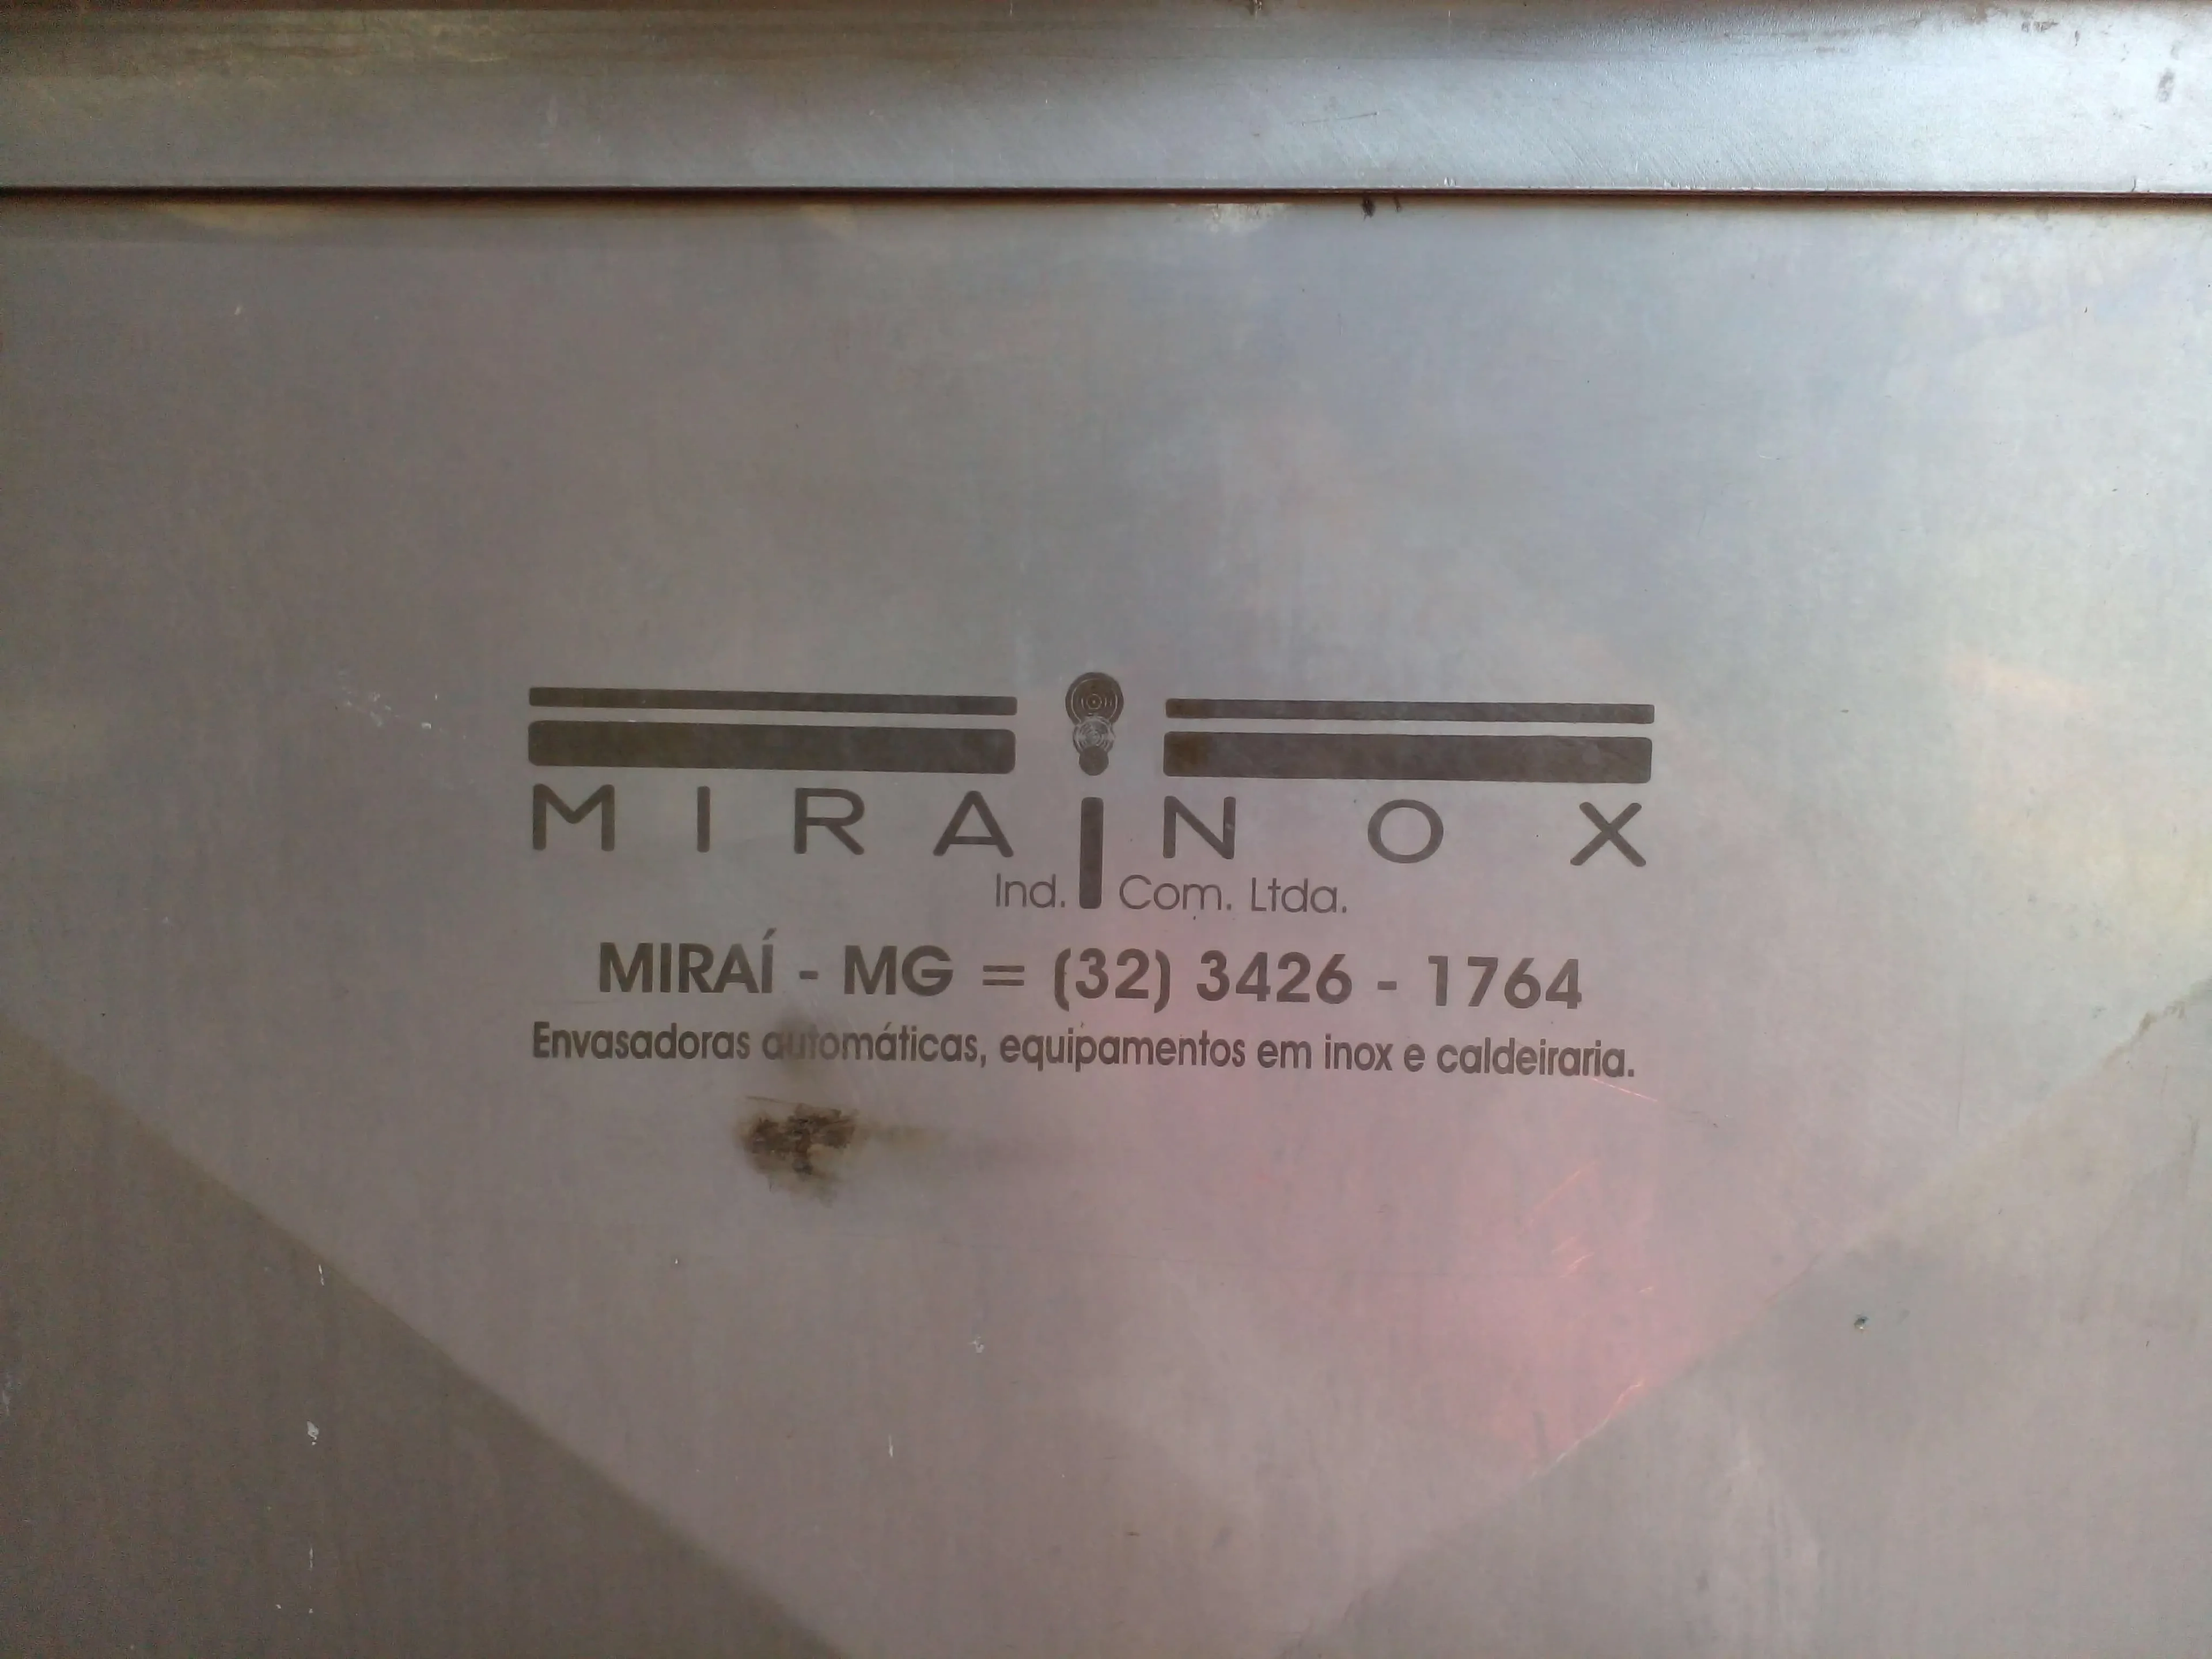 MIRAiNOX
Ind. Com. Ltda.
MIRAÍ - MG = (32) 3426 - 1764
Envasadoras automáticas, equipamentos em inox e caldeiraria.